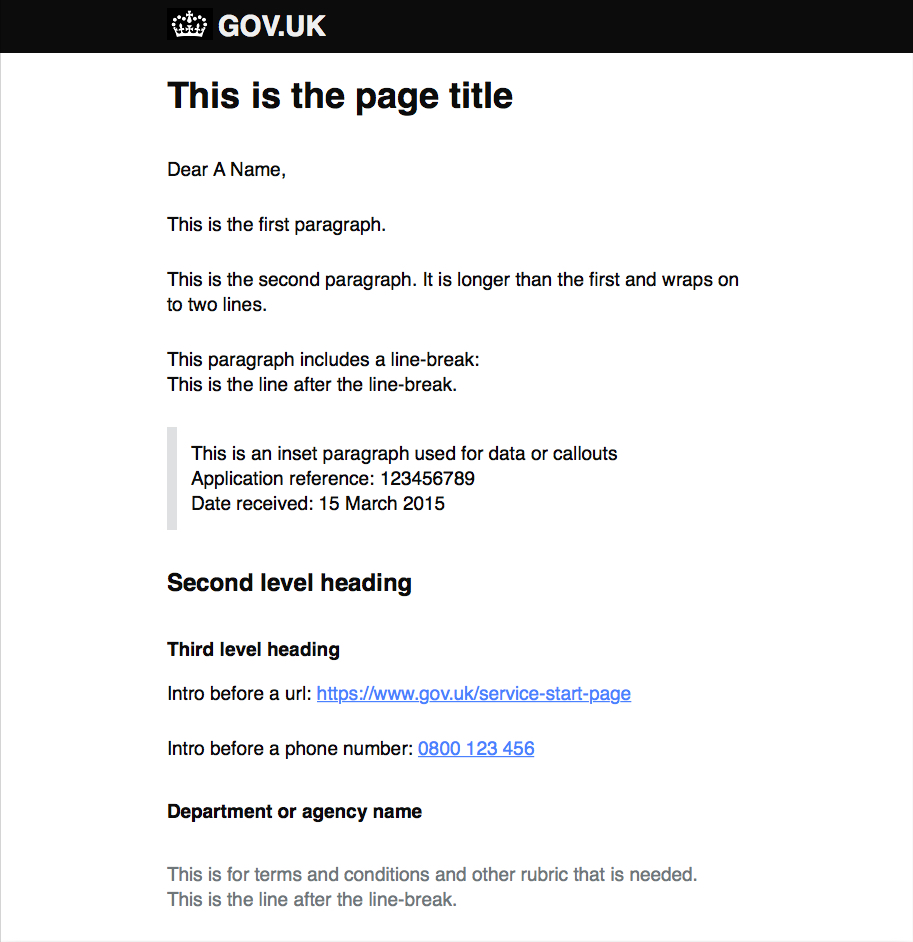 GOV.UK
This is the page title
Dear A Name,
This is the first paragraph.
This is the second paragraph. It is longer than the first and wraps on
to two lines.
This paragraph includes a line-break:
This is the line after the line-break.
This is an inset paragraph used for data or callouts
Application reference: 123456789
Date received: 15 March 2015
Second level heading
Third level heading
Intro before a url: https://www.gov.uk/service-start-page
Intro before a phone number: 0800 123 456
Department or agency name
This is for terms and conditions and other rubric that is needed.
This is the line after the line-break.